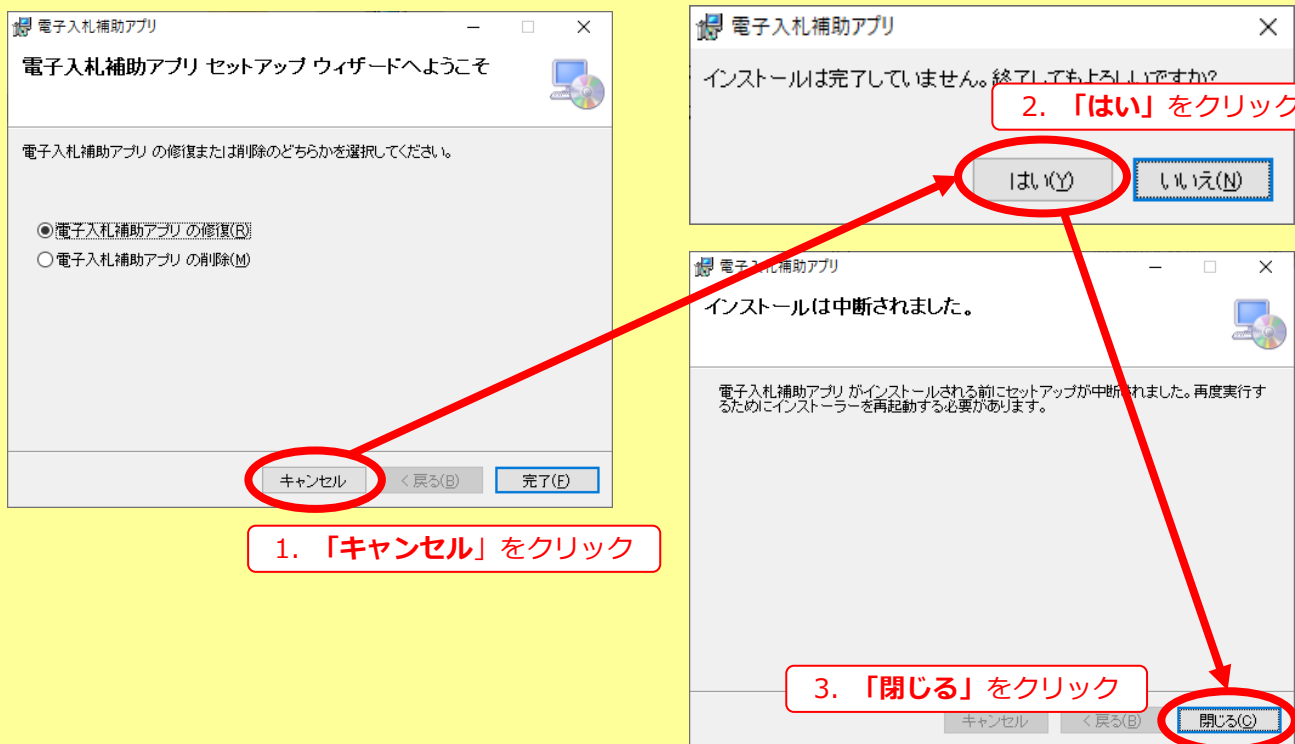 電子入札補助アプリ
電子入札補助アプリ セットアップ ウィザードへようこそ
電子入札補助アプリ の修復または削除のどちらかを選択してください。
電子入札補助アプリ の修復(R)
電子入札補助アプリ の削除(M)
キャンセル
< 戻る(B)
完了(F)
1. 「キャンセル」をクリック
電子入札補助アプリ
インストールは完了していません。終了してもよろしいですか?
2. 「はい」をクリック
はい(Y)
いいえ(N)
電子入札補助アプリ
インストールは中断されました。
電子入札補助アプリ がインストールされる前にセットアップが中断されました。再度実行す
るためにインストーラーを再起動する必要があります。
3. 「閉じる」をクリック
キャンセル
< 戻る(B)
閉じる(C)